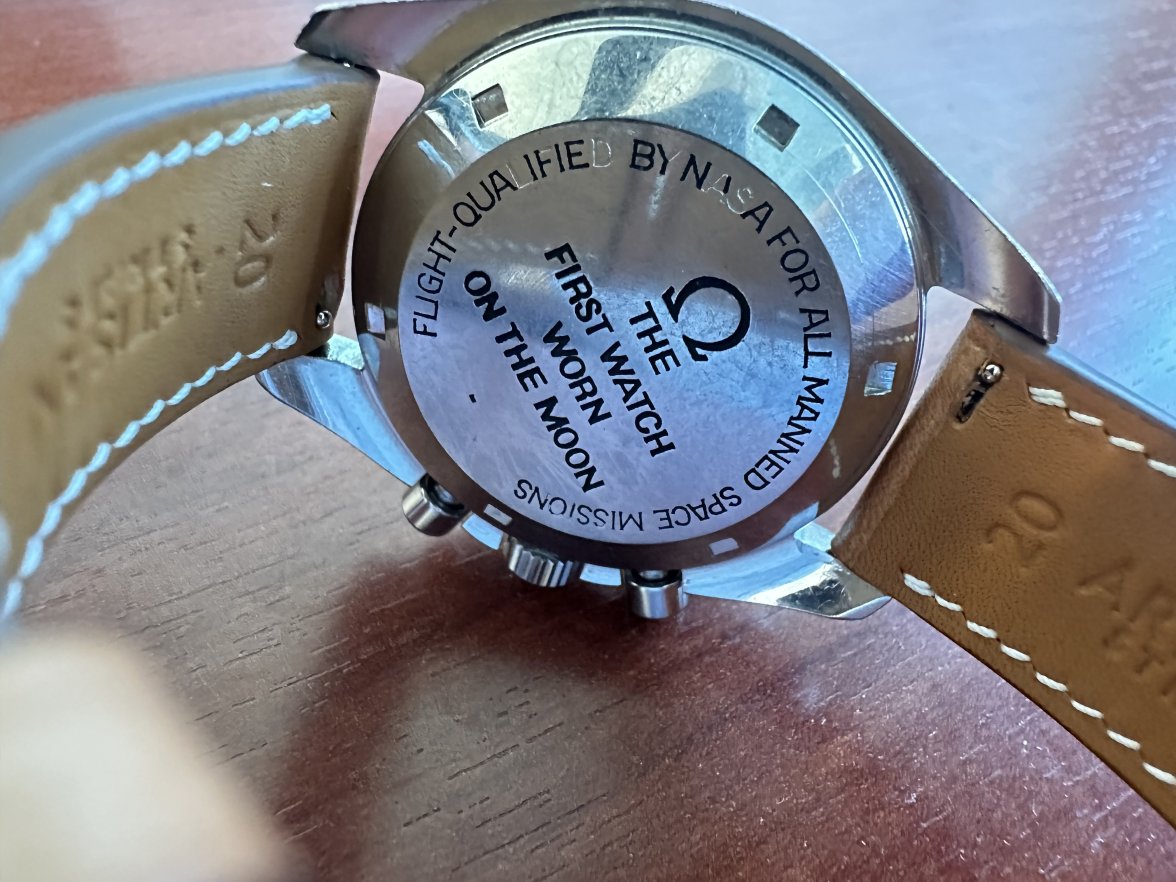 FLIGHT-QUALIFIED BY NASA FOR ALL MANNED SPACE MISSIONS
Ω
THE
FIRST WATCH
WORN
ON THE MOON
20
20